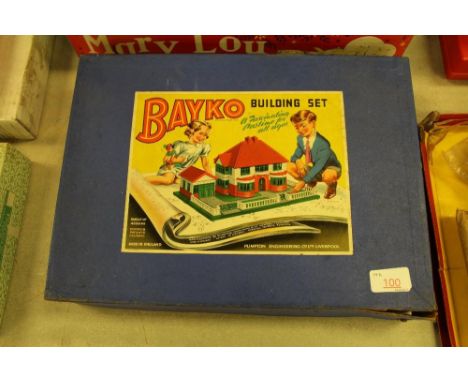 Mary Lou
BAYKO BUILDING SET
A Fascinating
Pastime for
all ages.
MADE IN ENGLAND
PLIMPTON ENGINEERING CO LTD LIVERPOOL
100